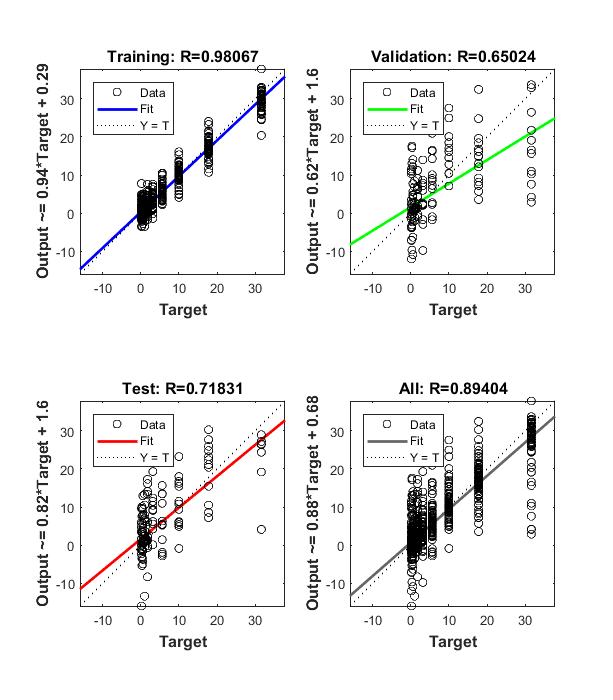 Training: R=0.98067
Output ~= 0.94*Target + 0.29
30
20
10
0
-10
Data
Fit
Y = T
-10 0 10 20 30
Target
Validation: R=0.65024
Output ~= 0.62*Target + 1.6
30
20
10
0
-10
Data
Fit
Y = T
-10 0 10 20 30
Target
Test: R=0.71831
Output ~= 0.82*Target + 1.6
30
20
10
0
-10
Data
Fit
Y = T
-10 0 10 20 30
Target
All: R=0.89404
Output ~= 0.88*Target + 0.68
30
20
10
0
-10
Data
Fit
Y = T
-10 0 10 20 30
Target